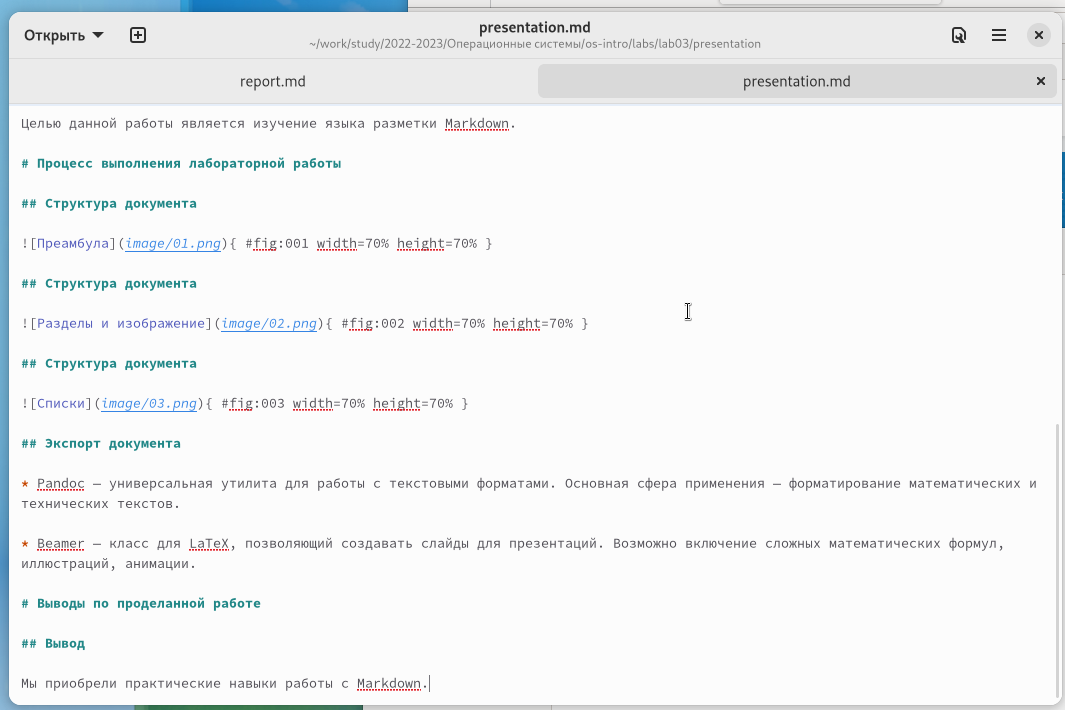 Открыть
presentation.md
~/work/study/2022-2023/Операционные системы/os-intro/labs/lab03/presentation
report.md
presentation.md
Целью данной работы является изучение языка разметки Markdown.
# Процесс выполнения лабораторной работы
## Структура документа
![Преамбула](image/01.png){ #fig:001 width=70% height=70% }
## Структура документа
![Разделы и изображение](image/02.png){ #fig:002 width=70% height=70% }
## Структура документа
![Списки](image/03.png){ #fig:003 width=70% height=70% }
## Экспорт документа
* Pandoc — универсальная утилита для работы с текстовыми форматами. Основная сфера применения — форматирование математических и
технических текстов.
* Beamer — класс для LaTeX, позволяющий создавать слайды для презентаций. Возможно включение сложных математических формул,
иллюстраций, анимации.
# Выводы по проделанной работе
## Вывод
Мы приобрели практические навыки работы с Markdown.